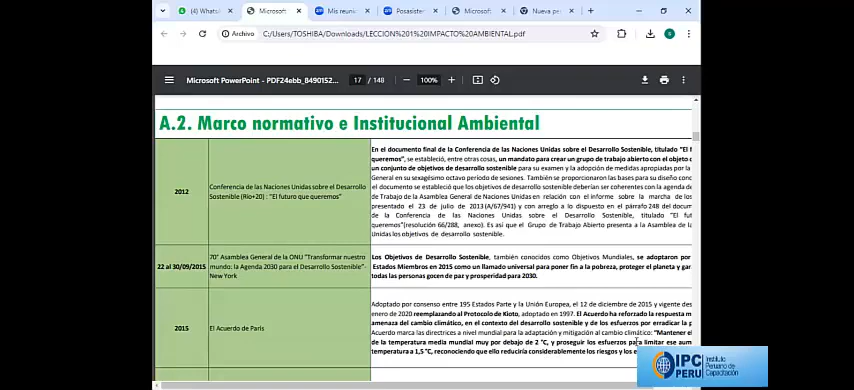 (4) Whats
Microsoft
Mis reuni
Posasiste
Microsoft
Nueva pe
Archivo C:/Users/TOSHIBA/Downloads/LECCION%201%20IMPACTO%20AMBIENTAL.pdf
Microsoft PowerPoint - PDF24ebb_8490152... 17 / 148 100%
A.2. Marco normativo e Institucional Ambiental
2012
Conferencia de las Naciones Unidas sobre el Desarrollo
Sostenible (Rio+20) : "El futuro que queremos"
En el documento final de la Conferencia de las Naciones Unidas sobre el Desarrollo Sostenible, titulado "El f
queremos", se estableció, entre otras cosas, un mandato para crear un grupo de trabajo abierto con el objeto d
un conjunto de objetivos de desarrollo sostenible para su examen y la adopción de medidas apropiadas por la
General en su sexagésimo octavo período de sesiones. También se proporcionaron las bases para su diseño conc
el documento se estableció que los objetivos de desarrollo sostenible deberían ser coherentes con la agenda de
de Trabajo de la Asamblea General de Naciones Unidas en relación con el informe sobre la marcha de
presentado el 23 de julio de 2013 (A/67/941) y con arreglo a lo dispuesto en el párrafo 248 del docum
de la Conferencia de las Naciones Unidas sobre el Desarrollo Sostenible, titulado "El fut
queremos"(resolución 66/288, anexo). Es asi que el Grupo de Trabajo Abierto presenta a la Asamblea de la
Unidas los objetivos de desarrollo sostenible.
22 al 30/09/2015
70° Asamblea General de la ONU "Transformar nuestro
mundo; la Agenda 2030 para el Desarrollo Sostenible"-
New York
Los Objetivos de Desarrollo Sostenible, también conocidos como Objetivos Mundiales, se adoptaron por
Estados Miembros en 2015 como un llamado universal para poner fin a la pobreza, proteger el planeta y gar
todas las personas gocen de paz y prosperidad para 2030.
2015
El Acuerdo de París
Adoptado por consenso entre 195 Estados Parte y la Unión Europea, el 12 de diciembre de 2015 y vigente des
enero de 2020 reemplazando al Protocolo de Kioto, adoptado en 1997. El Acuerdo ha reforzado la respuesta m
amenaza del cambio climático, en el contexto del desarrollo sostenible y de los esfuerzos por erradicar la p
Acuerdo marca las directrices a nivel mundial para la adaptación y mitigación al cambio climático: "Mantener el
de la temperatura media mundial muy por debajo de 2 °C, y proseguir los esfuerzos para limitar ese aum
temperatura a 1,5 °C, reconociendo que ello reduciría considerablemente los riesgos y los e
IPC PERU
Instituto
Peruano de
Capacitación